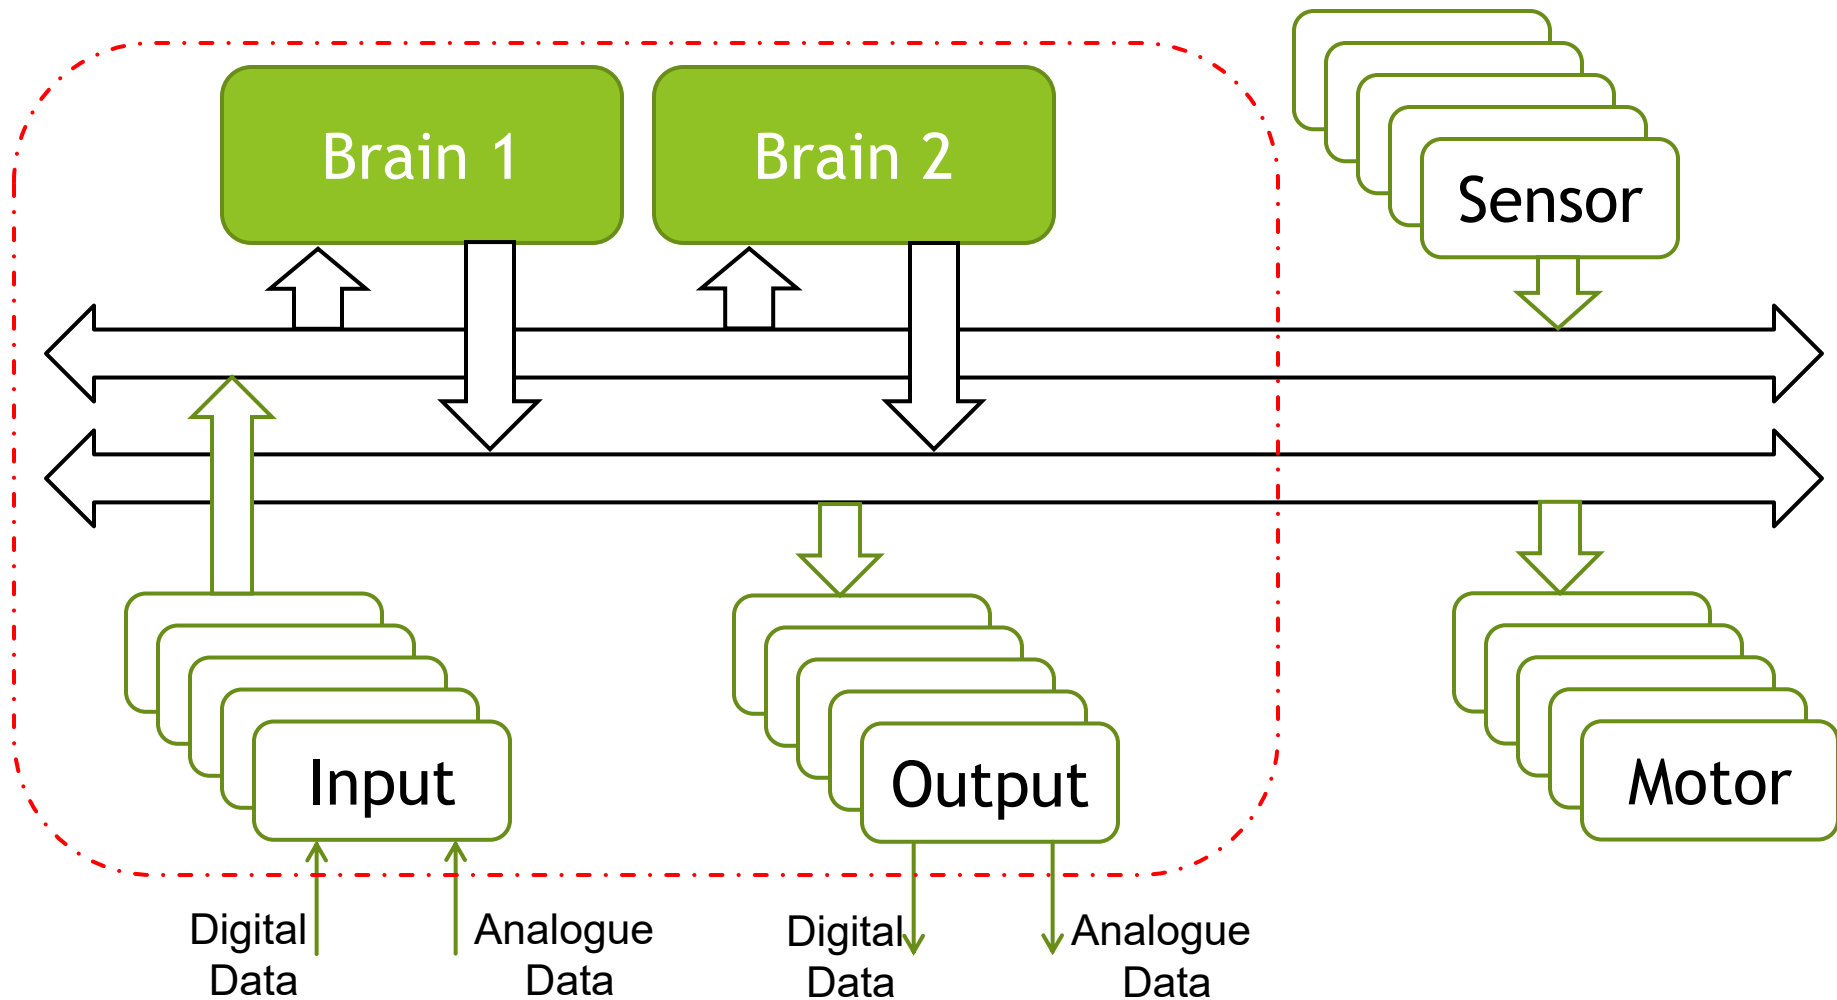 Brain 1
Brain 2
Sensor
Input
Output
Motor
Digital
Data
Analogue
Data
Digital
Data
Analogue
Data